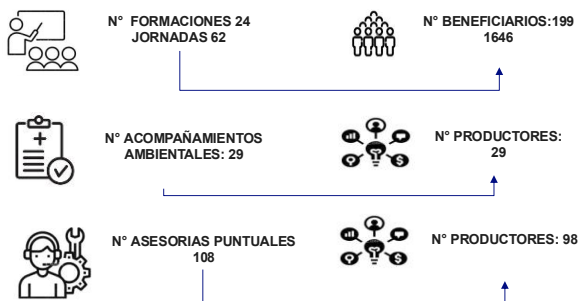 N° FORMACIONES 24
JORNADAS 62
N° BENEFICIARIOS:199
1646
N° ACOMPAÑAMIENTOS
AMBIENTALES: 29
N° PRODUCTORES:
29
N° ASESORIAS PUNTUALES
108
N° PRODUCTORES: 98